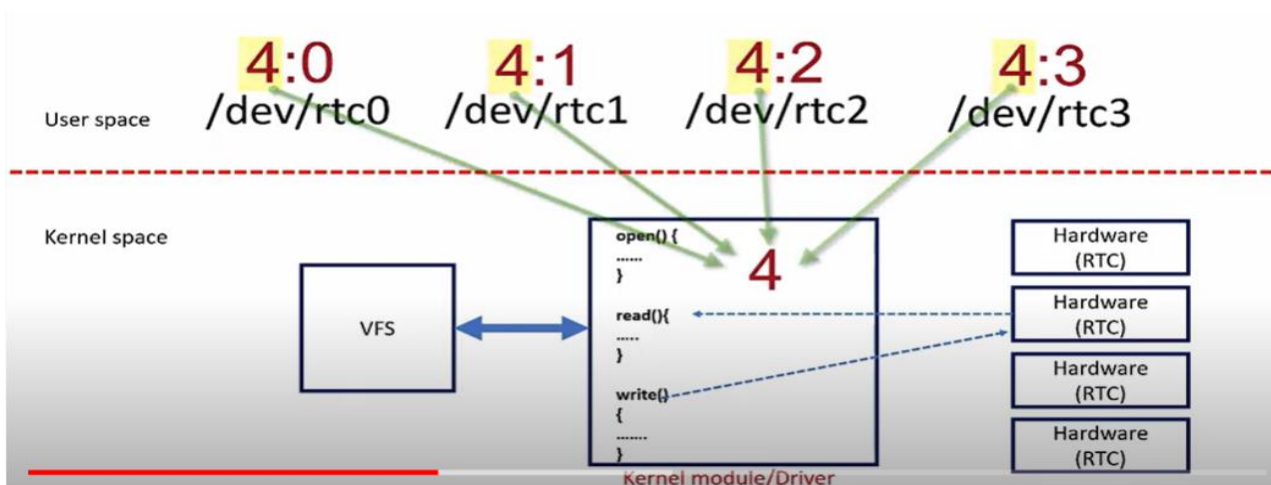 4:0 4:1 4:2 4:3
User space /dev/rtc0 /dev/rtc1 /dev/rtc2 /dev/rtc3
Kernel space
VFS
open() {
......
}
read(){
.....
}
write()
{
.......
}
4
Kernel module/Driver
Hardware
(RTC)
Hardware
(RTC)
Hardware
(RTC)
Hardware
(RTC)